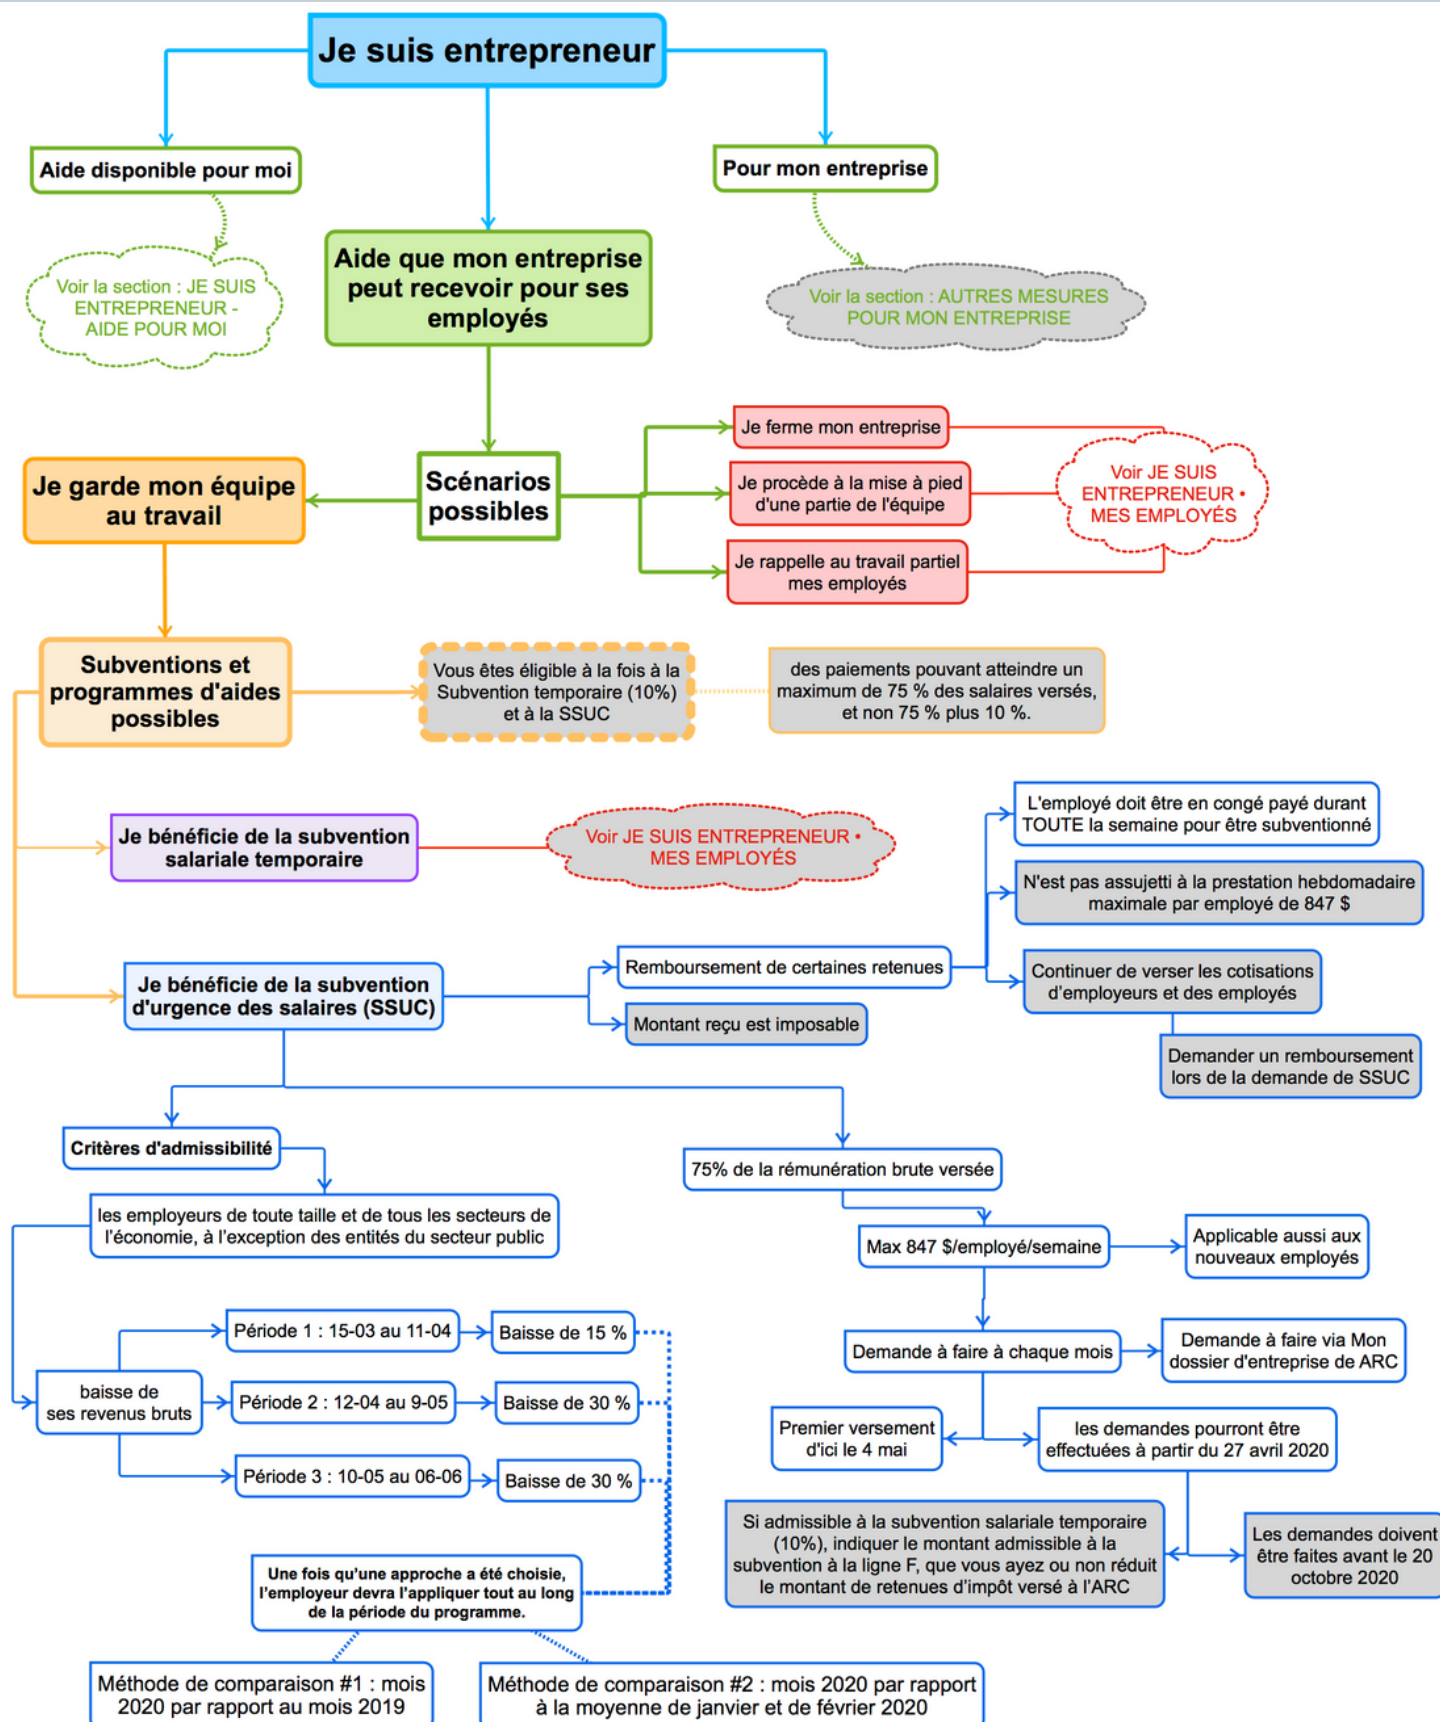 Je suis entrepreneur
Aide disponible pour moi
Pour mon entreprise
Voir la section : JE SUIS
ENTREPRENEUR -
AIDE POUR MOI
Aide que mon entreprise
peut recevoir pour ses
employés
Voir la section : AUTRES MESURES
POUR MON ENTREPRISE
Je ferme mon entreprise
Je garde mon équipe
au travail
Scénarios
possibles
Je procède à la mise à pied
d'une partie de l'équipe
Voir JE SUIS
ENTREPRENEUR •
MES EMPLOYÉS
Je rappelle au travail partiel
mes employés
Subventions et
programmes d'aides
possibles
Vous êtes éligible à la fois à la
Subvention temporaire (10%)
et à la SSUC
des paiements pouvant atteindre un
maximum de 75 % des salaires versés,
et non 75 % plus 10 %.
Je bénéficie de la subvention
salariale temporaire
Voir JE SUIS ENTREPRENEUR •
MES EMPLOYÉS
L'employé doit être en congé payé durant
TOUTE la semaine pour être subventionné
N'est pas assujetti à la prestation hebdomadaire
maximale par employé de 847 $
Je bénéficie de la subvention
d'urgence des salaires (SSUC)
Remboursement de certaines retenues
Montant reçu est imposable
Continuer de verser les cotisations
d'employeurs et des employés
Demander un remboursement
lors de la demande de SSUC
Critères d'admissibilité
75% de la rémunération brute versée
les employeurs de toute taille et de tous les secteurs de
l'économie, à l'exception des entités du secteur public
Max 847 $/employé/semaine
Applicable aussi aux
nouveaux employés
Période 1 : 15-03 au 11-04
Baisse de 15 %
Demande à faire à chaque mois
Demande à faire via Mon
dossier d'entreprise de ARC
baisse de
ses revenus bruts
Période 2 : 12-04 au 9-05
Baisse de 30 %
Premier versement
d'ici le 4 mai
les demandes pourront être
effectuées à partir du 27 avril 2020
Période 3 : 10-05 au 06-06
Baisse de 30 %
Si admissible à la subvention salariale temporaire
(10%), indiquer le montant admissible à la
subvention à la ligne F, que vous ayez ou non réduit
le montant de retenues d'impôt versé à l'ARC
Les demandes doivent
être faites avant le 20
octobre 2020
Une fois qu'une approche a été choisie,
l'employeur devra l'appliquer tout au long
de la période du programme.
Méthode de comparaison #1 : mois
2020 par rapport au mois 2019
Méthode de comparaison #2 : mois 2020 par rapport
à la moyenne de janvier et de février 2020